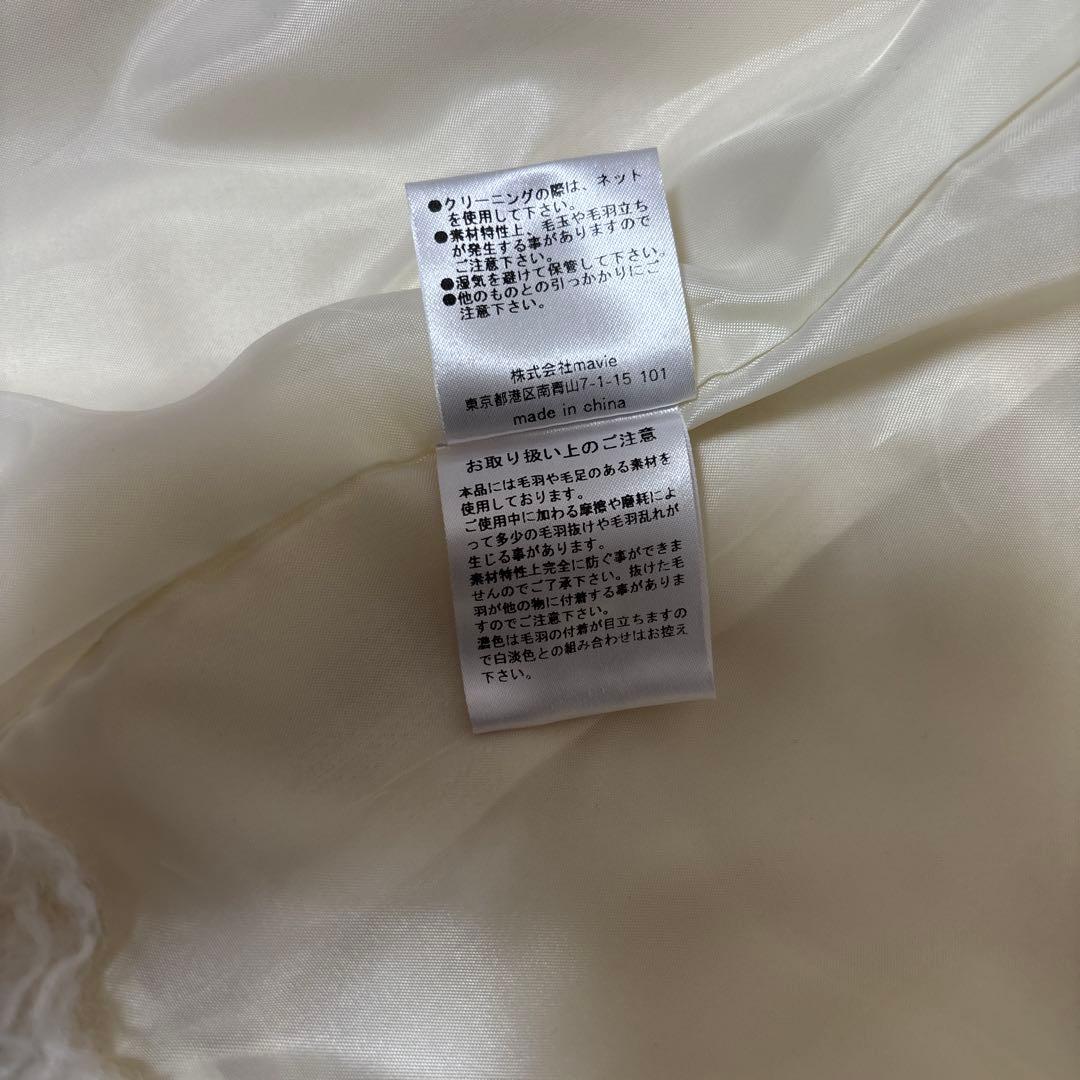 ●クリーニングの際は、ネット
を使用して下さい。
●素材特性上、毛玉や毛羽立ち
が発生する事がありますので
ご注意下さい。
●湿気を避けて保管して下さい。
●他のものとの引っかかりにご
注意下さい。
株式会社mavie
東京都港区南青山7-1-15 101
made in china
お取り扱い上のご注意
本品には毛羽や毛足のある素材を
使用しております。
ご使用中に加わる摩擦や磨耗によ
って多少の毛羽抜けや毛羽乱れが
生じる事があります。
素材特性上完全に防ぐ事ができま
せんのでご了承下さい。抜けた毛
羽が他の物に付着する事がありま
すのでご注意下さい。
濃色は毛羽の付着が目立ちますの
で白淡色との組み合わせはお控え
下さい。